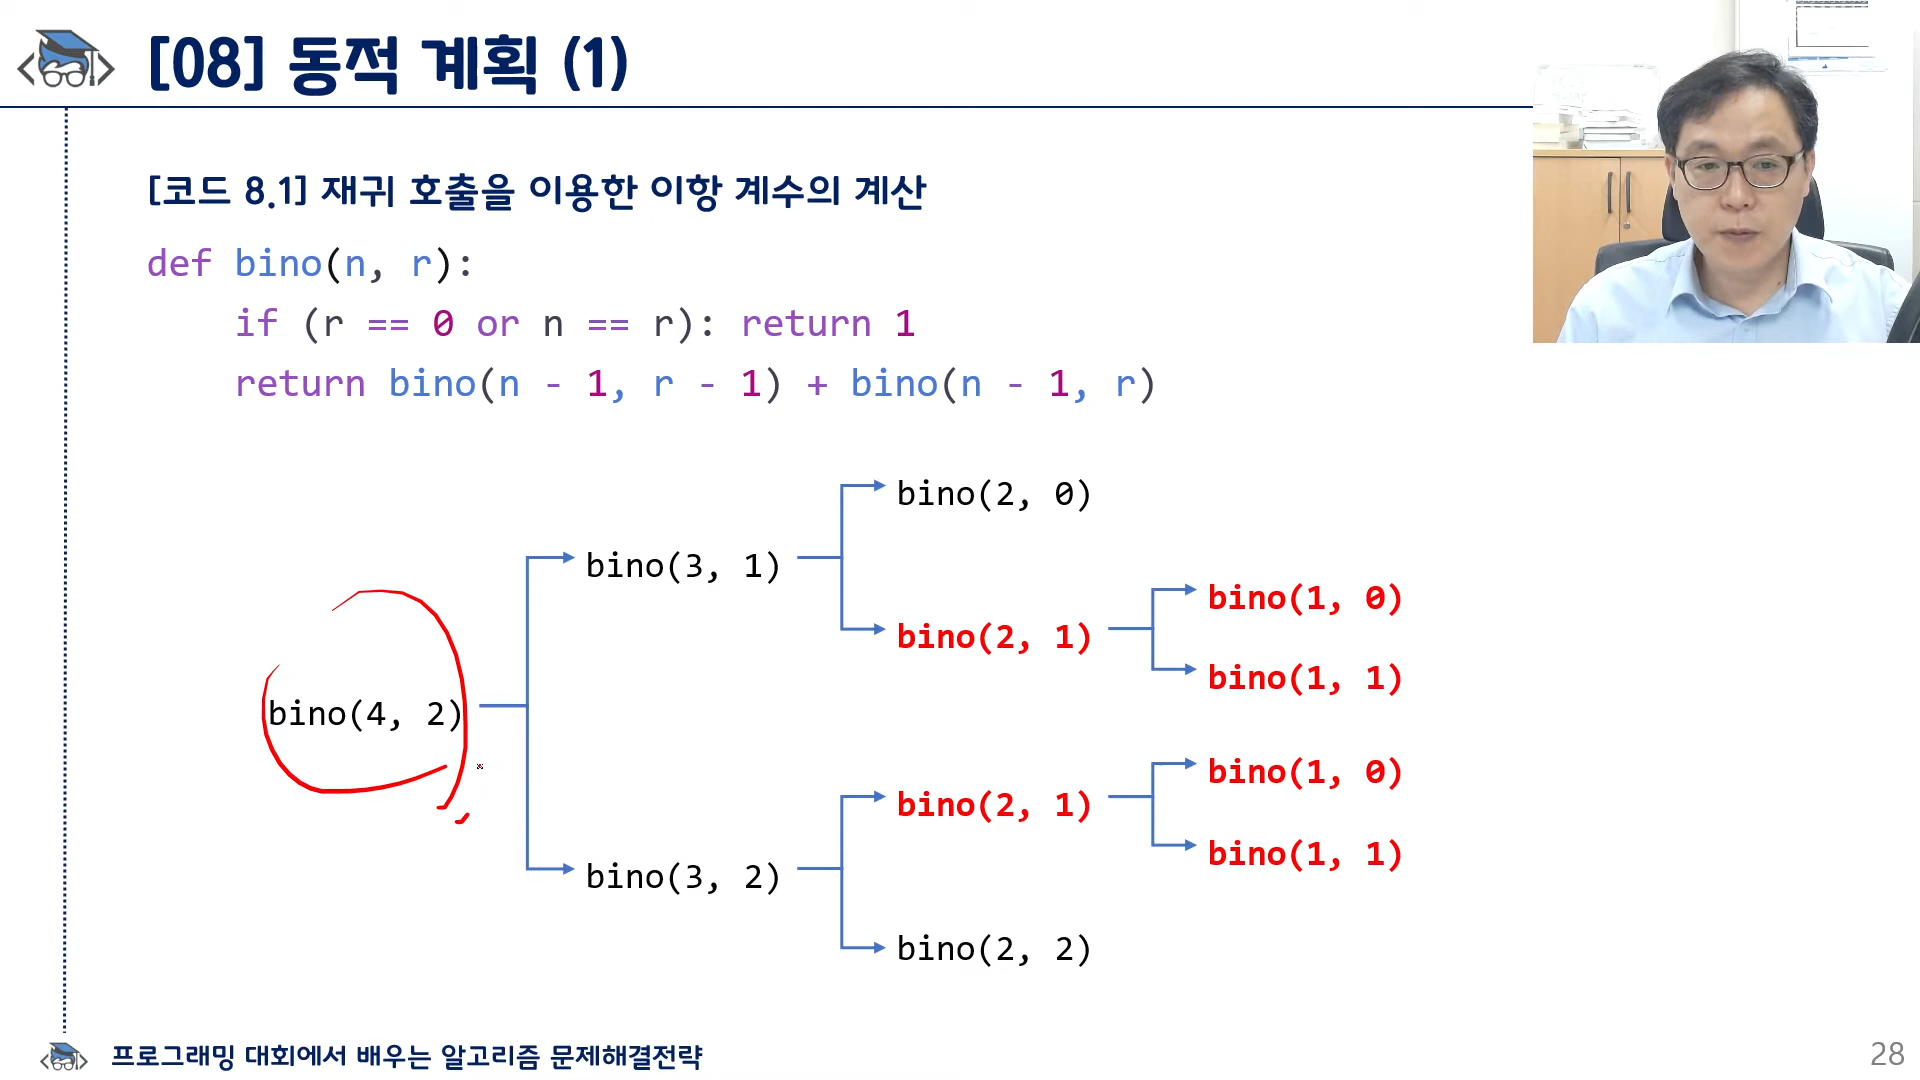 [08] 동적 계획 (1)
[코드 8.1] 재귀 호출을 이용한 이항 계수의 계산
def bino(n, r):
    if (r == 0 or n == r): return 1
    return bino(n - 1, r - 1) + bino(n - 1, r)
bino(2, 0)
bino(3, 1)
bino(1, 0)
bino(2, 1)
bino(1, 1)
bino(4, 2)
bino(1, 0)
bino(2, 1)
bino(1, 1)
bino(3, 2)
bino(2, 2)
프로그래밍 대회에서 배우는 알고리즘 문제해결전략
28